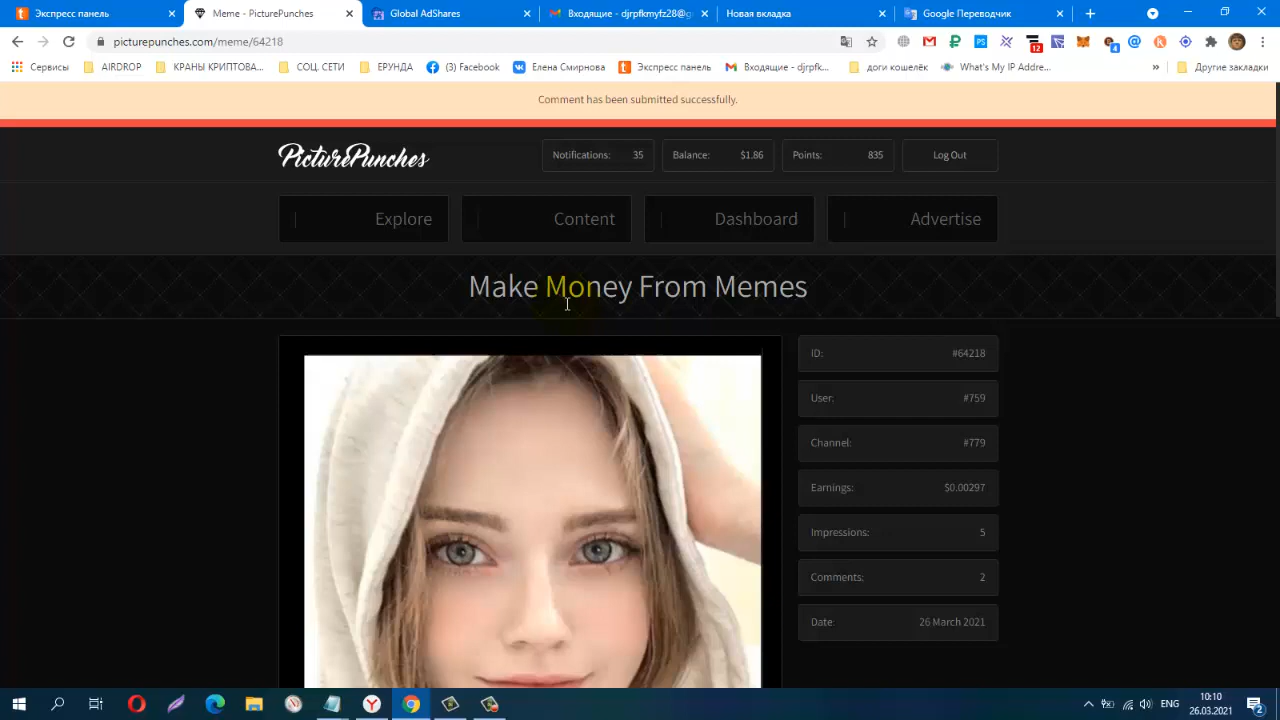 Экспресс панель
Meme - PicturePunches
Global AdShares
Входящие - djrpfkmyfz28@g
Новая вкладка
Google Переводчик
picturepunches.com/meme/64218
12
4
Сервисы
AIRDROP
КРАНЫ КРИПТОВА...
СОЦ. СЕТИ
ЕРУНДА
(3) Facebook
Елена Смирнова
Экспресс панель
Входящие - djrpfk...
доги кошелёк
What's My IP Addre...
»
Другие закладки
Comment has been submitted successfully.
PicturePunches
Notifications: 35
Balance: $1.86
Points: 835
Log Out
Explore
Content
Dashboard
Advertise
Make Money From Memes
ID: #64218
User: #759
Channel: #779
Earnings: $0.00297
Impressions: 5
Comments: 2
Date: 26 March 2021
10:10
ENG
26.03.2021
2